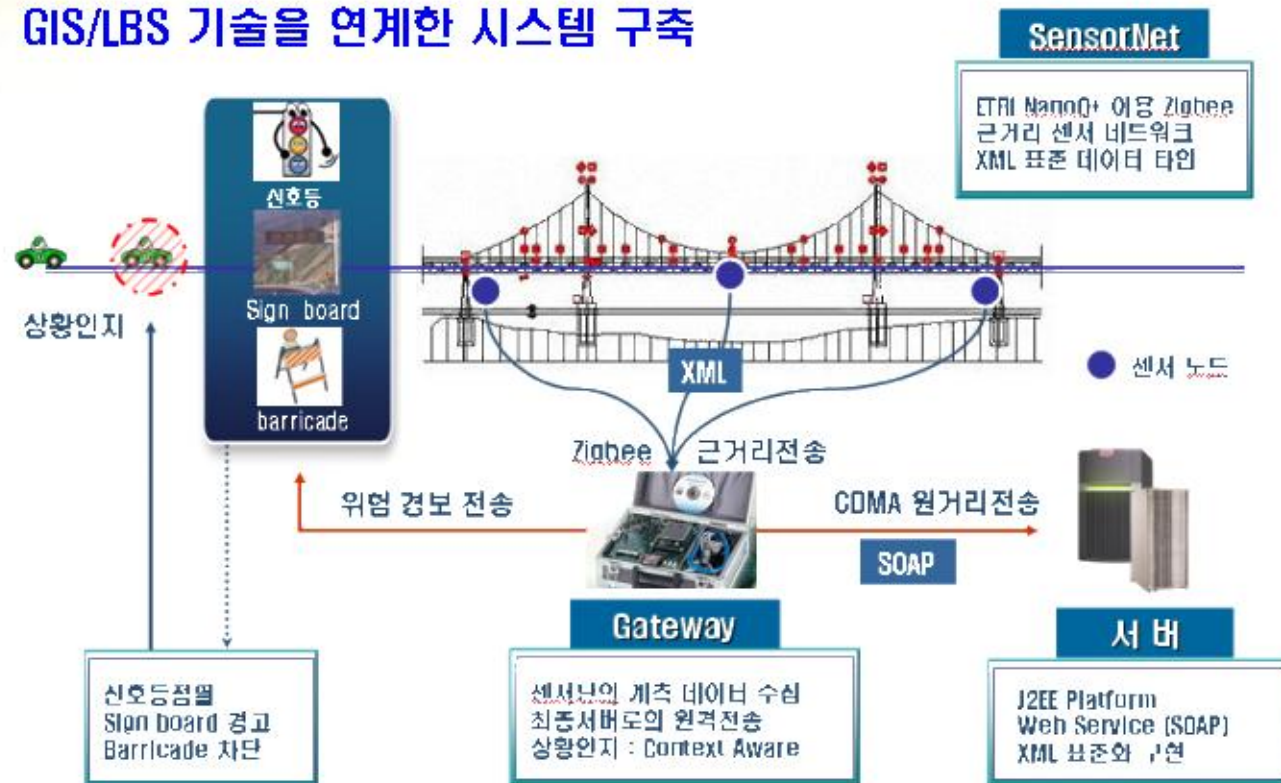 GIS/LBS 기술을 연계한 시스템 구축
SensorNet
ETRI NanoQ+ 이용 Zigbee
근거리 센서 네트워크
XML 표준 데이터 타입
신호등
Sign board
barricade
상황인지
XML
센서 노드
Zigbee 근거리전송
위험 경보 전송
CDMA 원거리전송
SOAP
Gateway
센서로의 계측 데이터 수집
최종서버로의 원격전송
상황인지 : Context Aware
서 버
J2EE Platform
Web Service (SOAP)
XML 표준화 구현
신호등점멸
Sign board 경고
Barricade 차단